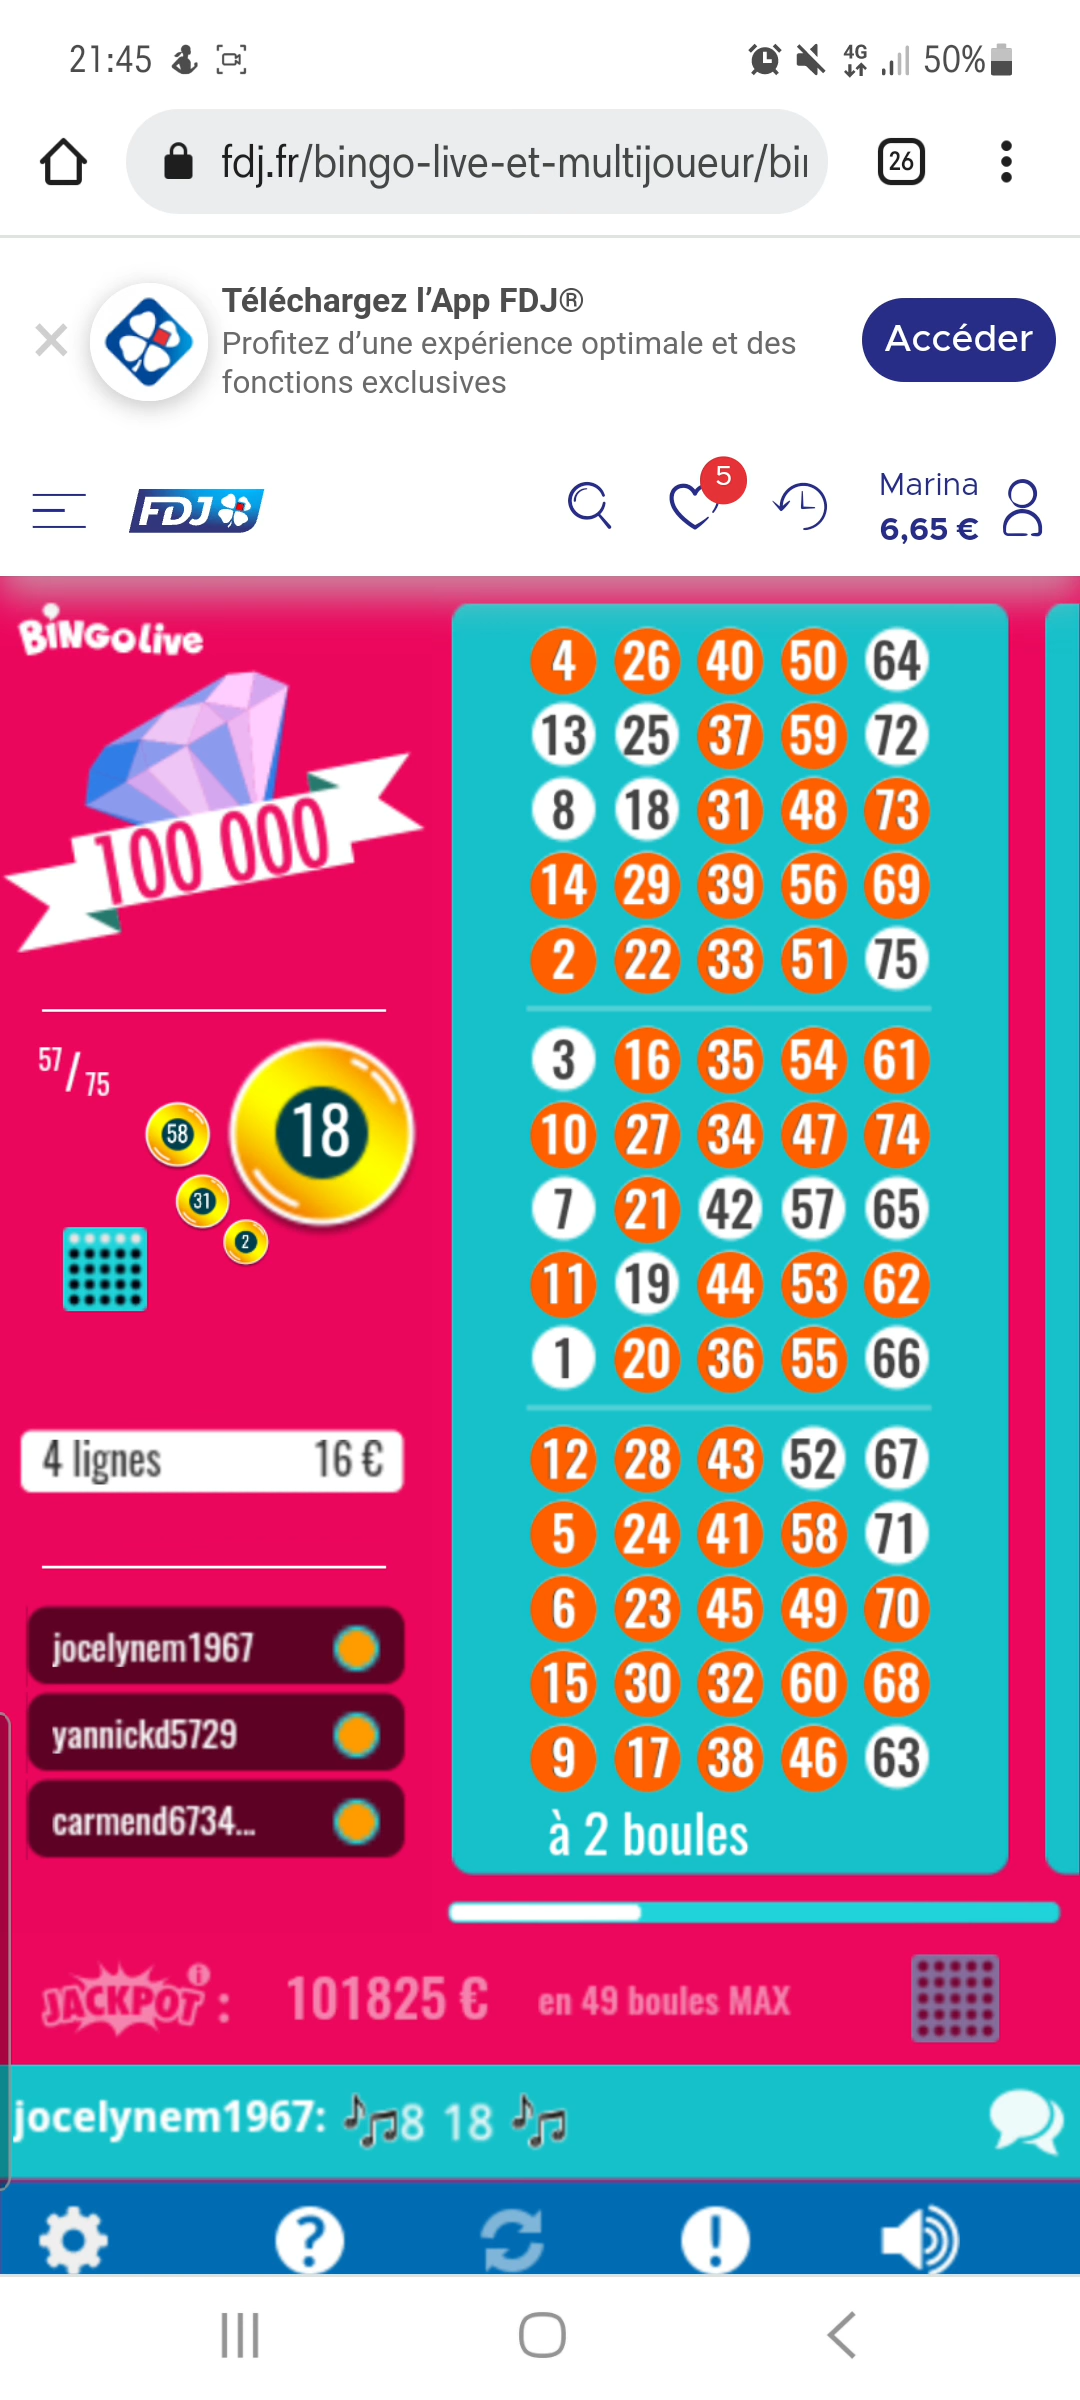 21:45
4G
50%
fdj.fr/bingo-live-et-multijoueur/bin
26
Téléchargez l’App FDJ®
Profitez d’une expérience optimale et des
fonctions exclusives
Accéder
FDJ
5
Marina
6,65 €
BiNGo Live
100 000
57/75
58
18
31
2
4 lignes 16 €
jocelynem1967
yannickd5729
carmend6734...
4 26 40 50 64
13 25 37 59 72
8 18 31 48 73
14 29 39 56 69
2 22 33 51 75
3 16 35 54 61
10 27 34 47 74
7 21 42 57 65
11 19 44 53 62
1 20 36 55 66
12 28 43 52 67
5 24 41 58 71
6 23 45 49 70
15 30 32 60 68
9 17 38 46 63
à 2 boules
JACKPOT i : 101825 € en 49 boules MAX
jocelynem1967: 🎶8 18 🎶